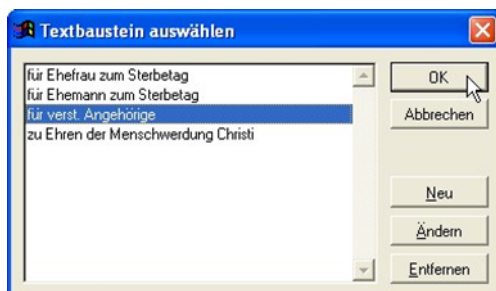 Textbaustein auswählen
für Ehefrau zum Sterbetag
für Ehemann zum Sterbetag
für verst. Angehörige
zu Ehren der Menschwerdung Christi
OK
Abbrechen
Neu
Ändern
Entfernen